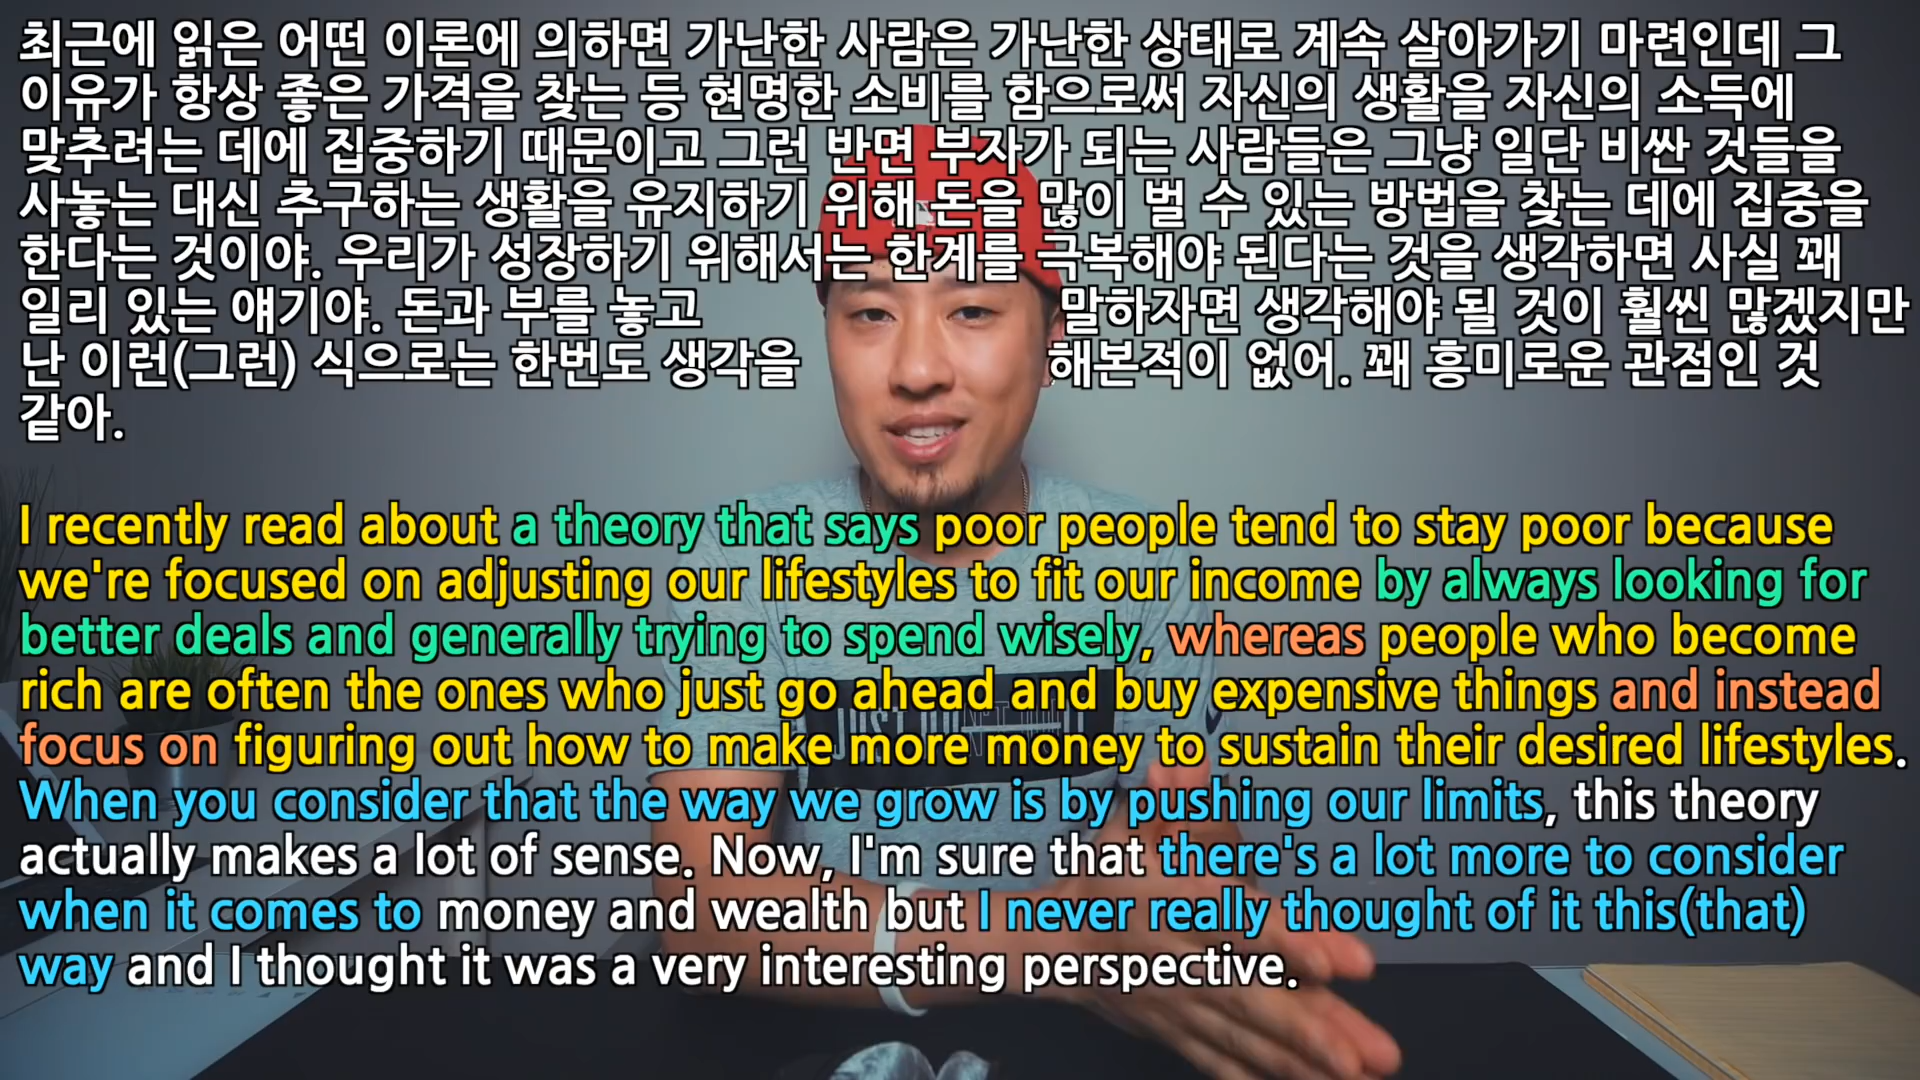 최근에 읽은 어떤 이론에 의하면 가난한 사람은 가난한 상태로 계속 살아가기 마련인데 그
이유가 항상 좋은 가격을 찾는 등 현명한 소비를 함으로써 자신의 생활을 자신의 소득에
맞추려는 데에 집중하기 때문이고 그런 반면 부자가 되는 사람들은 그냥 일단 비싼 것들을
사놓는 대신 추구하는 생활을 유지하기 위해 돈을 많이 벌 수 있는 방법을 찾는 데에 집중을
한다는 것이야. 우리가 성장하기 위해서는 한계를 극복해야 된다는 것을 생각하면 사실 꽤
일리 있는 얘기야. 돈과 부를 놓고 말하자면 생각해야 될 것이 훨씬 많겠지만
난 이런(그런) 식으로는 한번도 생각을 해본적이 없어. 꽤 흥미로운 관점인 것
같아.
I recently read about a theory that says poor people tend to stay poor because
we're focused on adjusting our lifestyles to fit our income by always looking for
better deals and generally trying to spend wisely, whereas people who become
rich are often the ones who just go ahead and buy expensive things and instead
focus on figuring out how to make more money to sustain their desired lifestyles.
When you consider that the way we grow is by pushing our limits, this theory
actually makes a lot of sense. Now, I'm sure that there's a lot more to consider
when it comes to money and wealth but I never really thought of it this(that)
way and I thought it was a very interesting perspective.